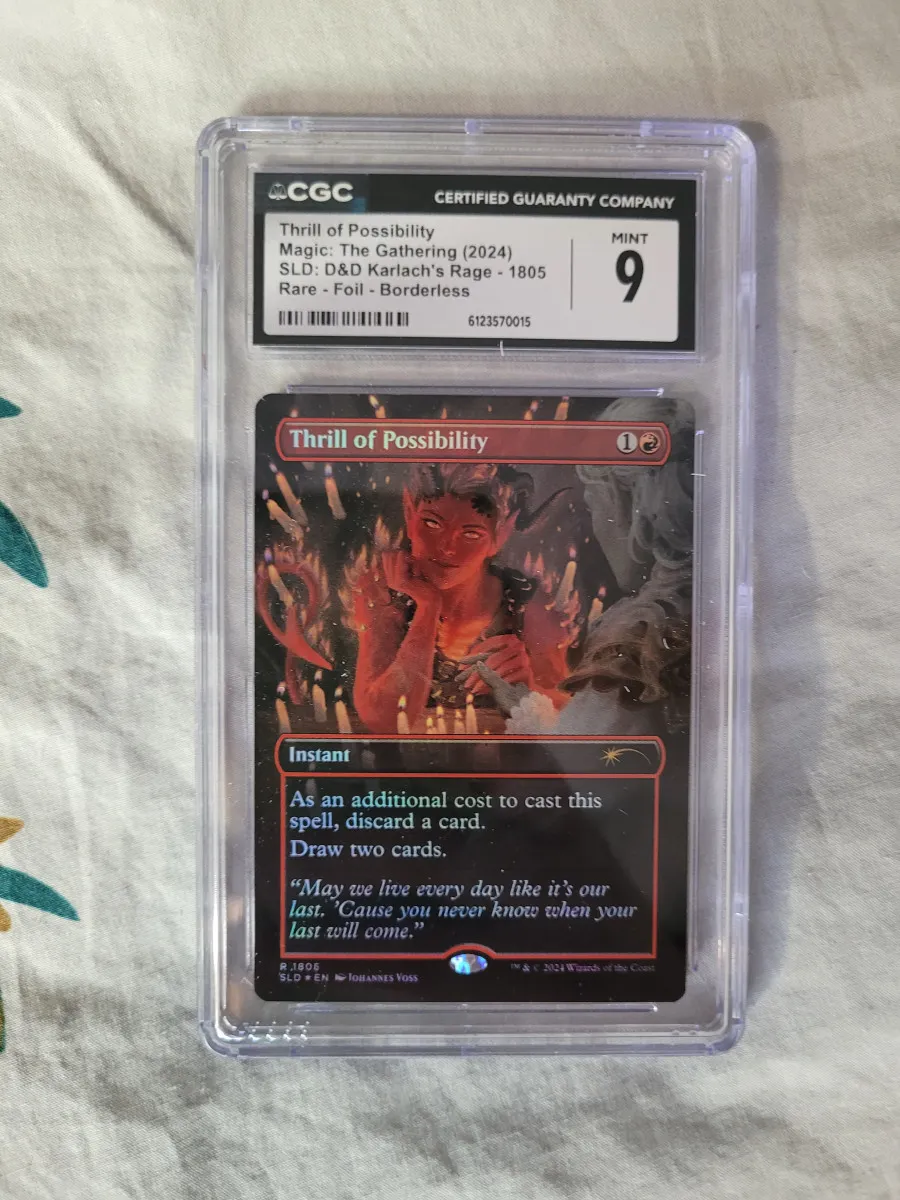 CGC
CERTIFIED GUARANTY COMPANY
Thrill of Possibility
Magic: The Gathering (2024)
SLD: D&D Karlach's Rage - 1805
Rare - Foil - Borderless
MINT
9
6123570015
Thrill of Possibility 1
Instant
As an additional cost to cast this
spell, discard a card.
Draw two cards.
“May we live every day like it’s our
last. ’Cause you never know when your
last will come.”
R 1805
SLD ★ EN Johannes Voss
™ & © 2024 Wizards of the Coast